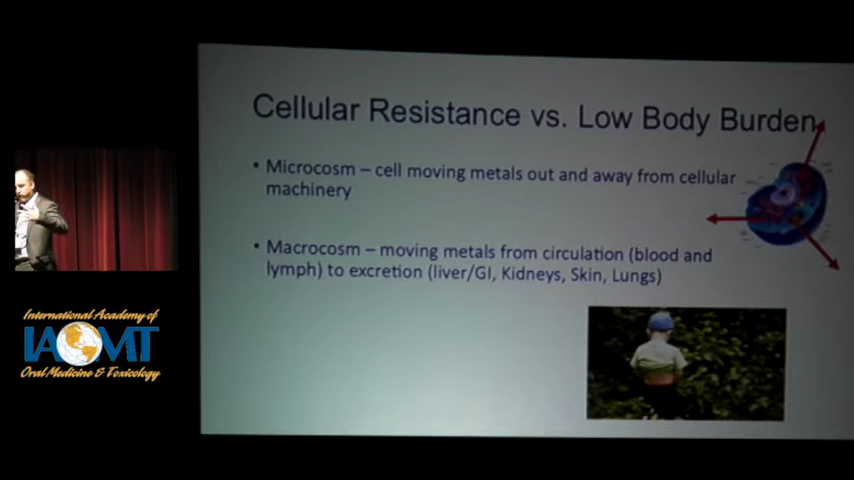 Cellular Resistance vs. Low Body Burden
• Microcosm – cell moving metals out and away from cellular
machinery
• Macrocosm – moving metals from circulation (blood and
lymph) to excretion (liver/GI, Kidneys, Skin, Lungs)
International Academy of
IAOMT
Oral Medicine & Toxicology